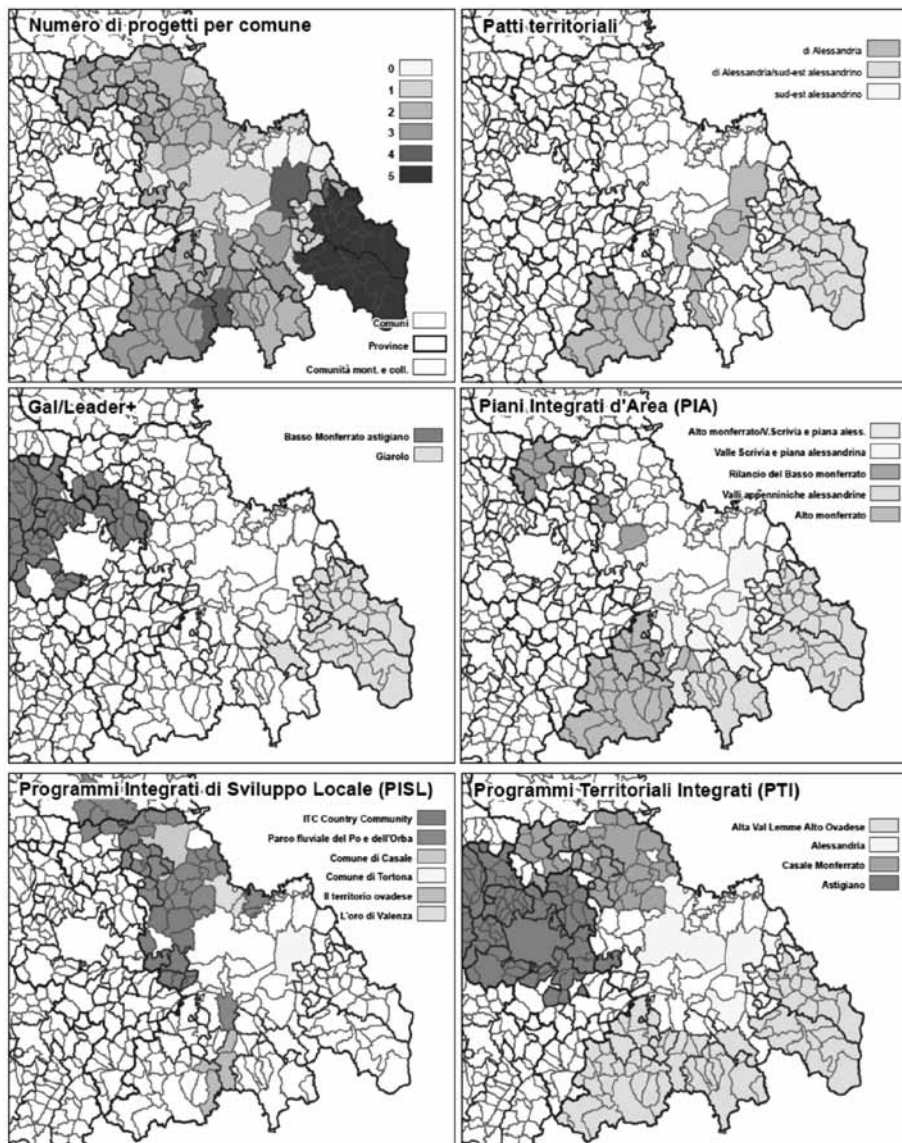 Numero di progetti per comune
0
1
2
3
4
5
Comuni
Province
Comunità mont. e coll.
Patti territoriali
di Alessandria
di Alessandria/sud-est alessandrino
sud-est alessandrino
Gal/Leader+
Basso Monferrato astigiano
Giarolo
Piani Integrati d'Area (PIA)
Alto monferrato/V.Scrivia e piana aless.
Valle Scrivia e piana alessandrina
Rilancio del Basso monferrato
Valli appenniniche alessandrine
Alto monferrato
Programmi Integrati di Sviluppo Locale (PISL)
ITC Country Community
Parco fluviale del Po e dell'Orba
Comune di Casale
Comune di Tortona
Il territorio ovadese
L'oro di Valenza
Programmi Territoriali Integrati (PTI)
Alta Val Lemme Alto Ovadese
Alessandria
Casale Monferrato
Astigiano